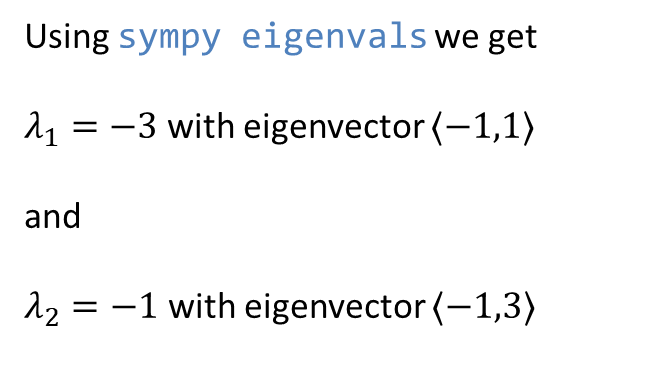 Using sympy eigenvals we get
λ₁ = −3 with eigenvector ⟨−1,1⟩
and
λ₂ = −1 with eigenvector ⟨−1,3⟩